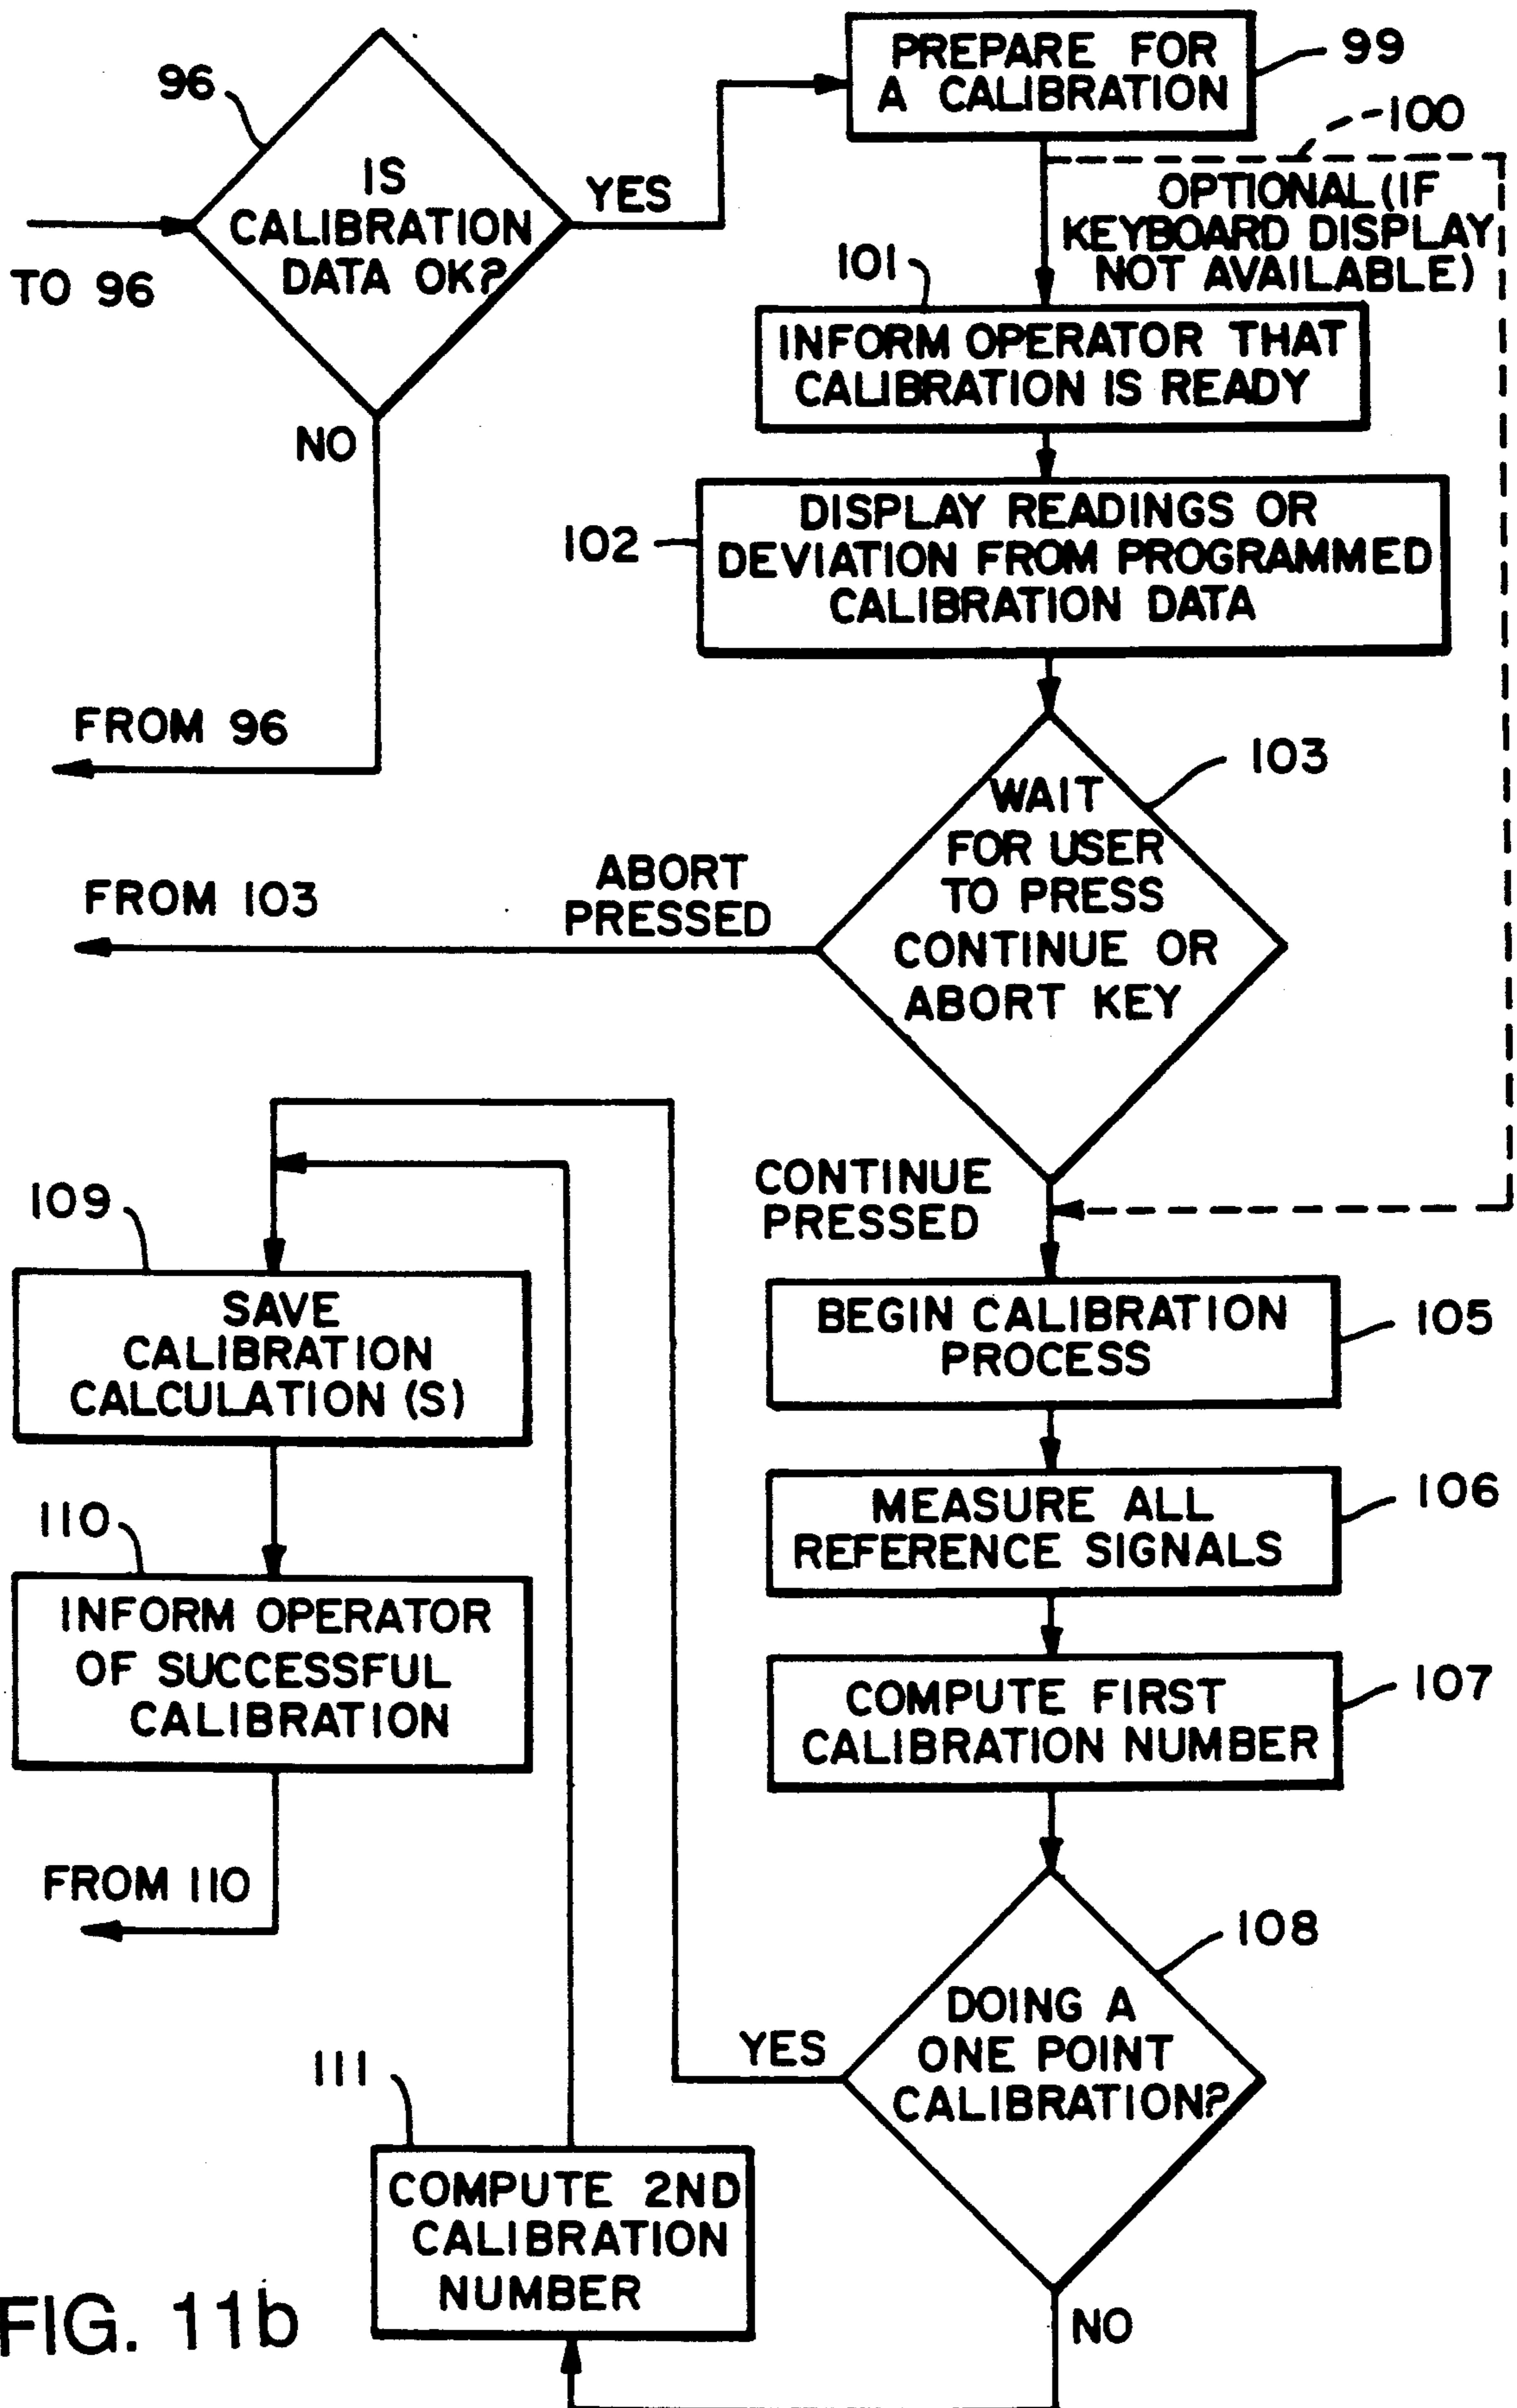 96
IS
CALIBRATION
DATA OK?
TO 96
YES
NO
FROM 96
PREPARE FOR
A CALIBRATION
99
100
OPTIONAL (IF
KEYBOARD DISPLAY
NOT AVAILABLE)
101
INFORM OPERATOR THAT
CALIBRATION IS READY
102
DISPLAY READINGS OR
DEVIATION FROM PROGRAMMED
CALIBRATION DATA
103
WAIT
FOR USER
TO PRESS
CONTINUE OR
ABORT KEY
ABORT
PRESSED
FROM 103
CONTINUE
PRESSED
BEGIN CALIBRATION
PROCESS
105
MEASURE ALL
REFERENCE SIGNALS
106
COMPUTE FIRST
CALIBRATION NUMBER
107
108
DOING A
ONE POINT
CALIBRATION?
YES
NO
111
COMPUTE 2ND
CALIBRATION
NUMBER
109
SAVE
CALIBRATION
CALCULATION (S)
110
INFORM OPERATOR
OF SUCCESSFUL
CALIBRATION
FROM 110
FIG. 11b